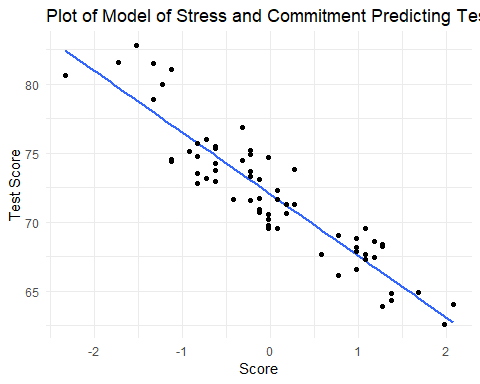 Plot of Model of Stress and Commitment Predicting Tes
80
75
70
65
Test Score
-2 -1 0 1 2
Score